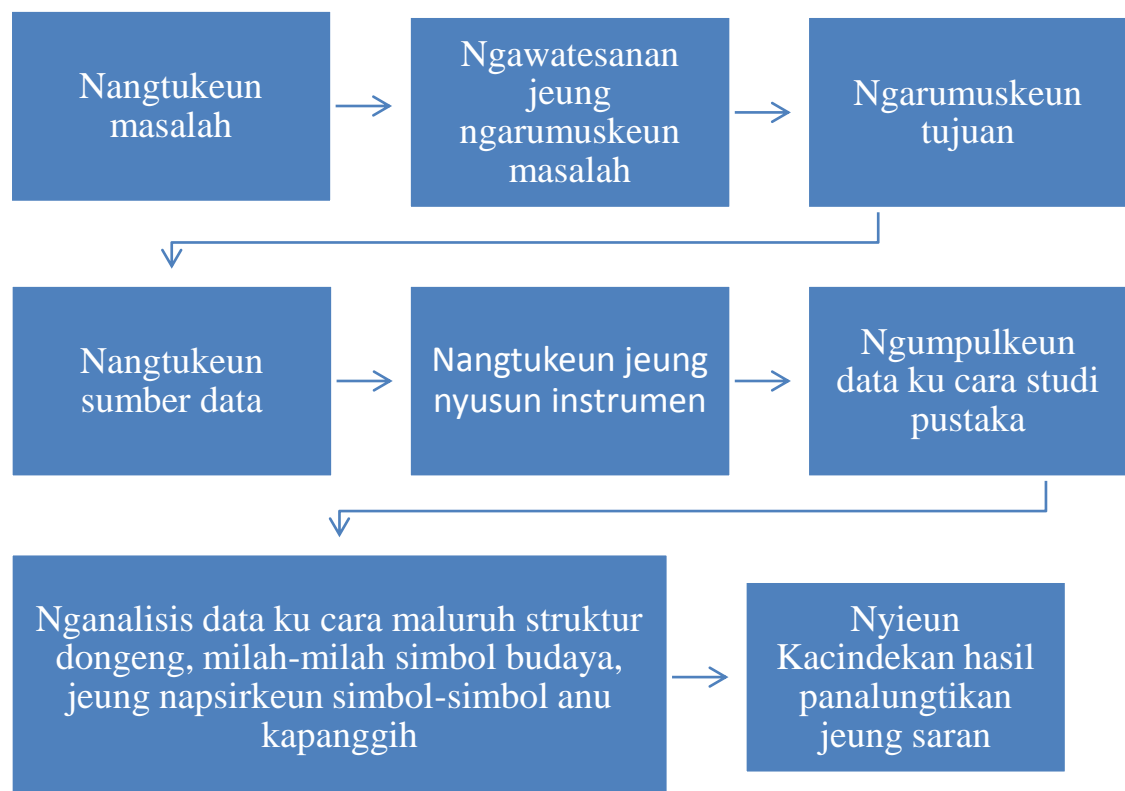 Nangtukeun
masalah
Ngawatesanan
jeung
ngarumuskeun
masalah
Ngarumuskeun
tujuan
Nangtukeun
sumber data
Nangtukeun jeung
nyusun instrumen
Ngumpulkeun
data ku cara studi
pustaka
Nganalisis data ku cara maluruh struktur
dongeng, milah-milah simbol budaya,
jeung napsirkeun simbol-simbol anu
kapanggih
Nyieun
Kacindekan hasil
panalungtikan
jeung saran